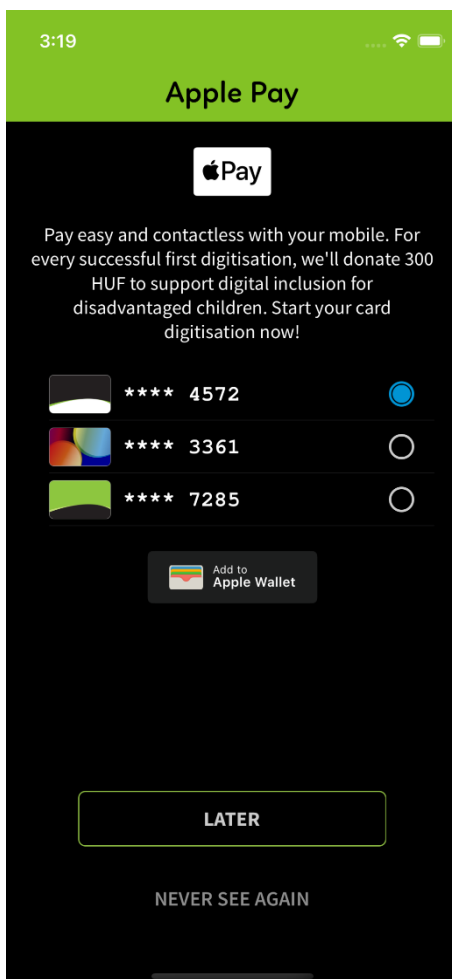 3:19
Apple Pay
Pay
Pay easy and contactless with your mobile. For
every successful first digitisation, we'll donate 300
HUF to support digital inclusion for
disadvantaged children. Start your card
digitisation now!
**** 4572
**** 3361
**** 7285
Add to
Apple Wallet
LATER
NEVER SEE AGAIN